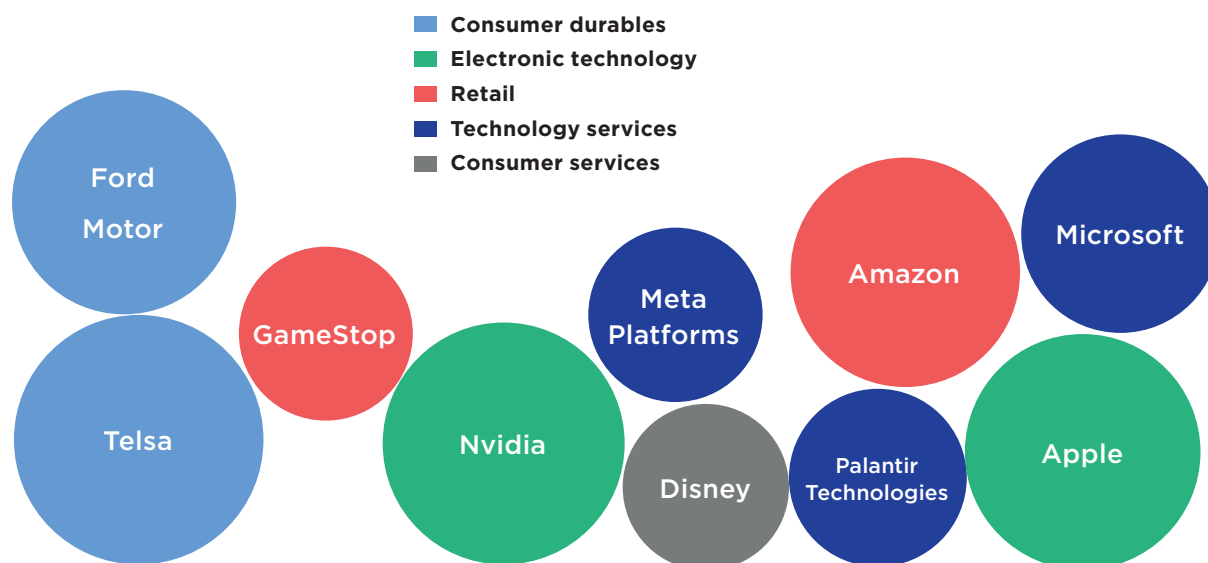 Consumer durables
Electronic technology
Retail
Technology services
Consumer services
Ford
Motor
GameStop
Telsa
Nvidia
Meta
Platforms
Disney
Amazon
Palantir
Technologies
Microsoft
Apple